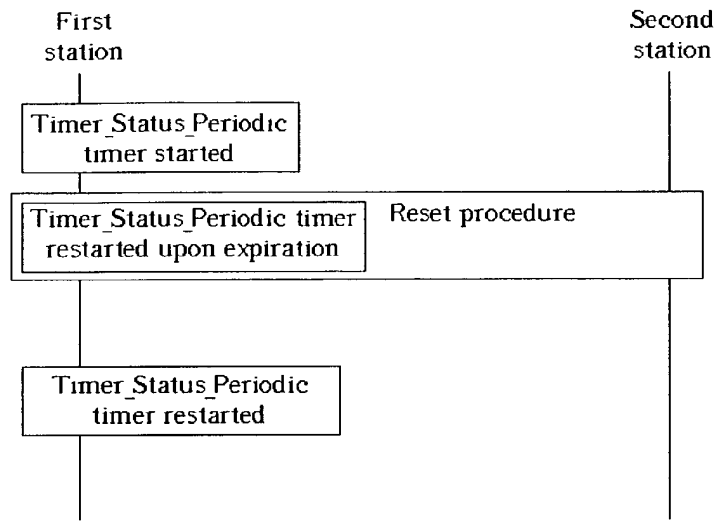 First
station
Second
station
Timer_Status_Periodic
timer started
Timer_Status_Periodic timer
restarted upon expiration
Reset procedure
Timer_Status_Periodic
timer restarted